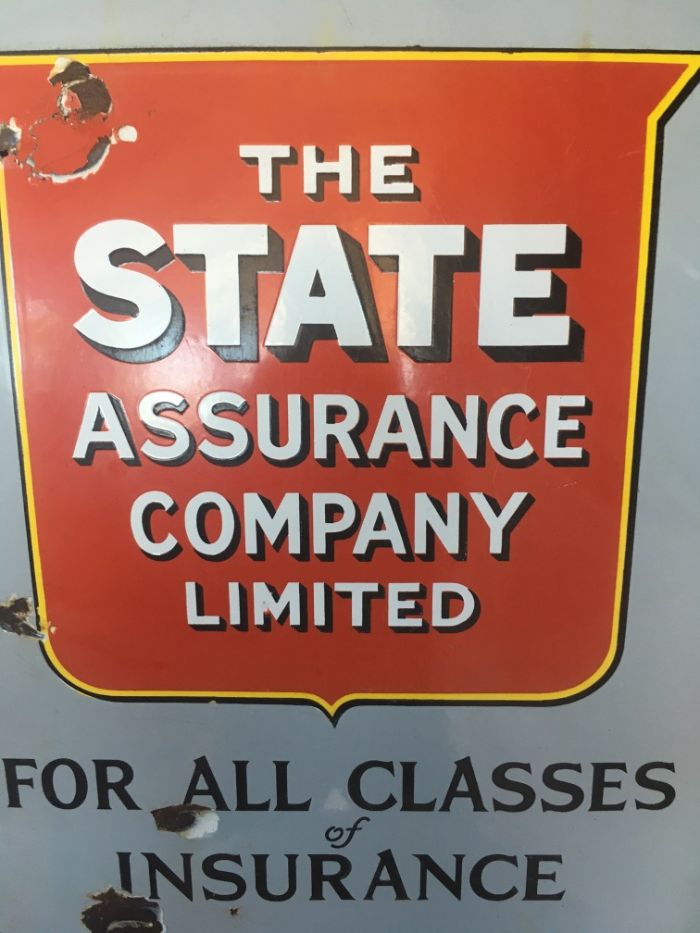 THE
STATE
ASSURANCE
COMPANY
LIMITED
FOR ALL CLASSES
of
INSURANCE